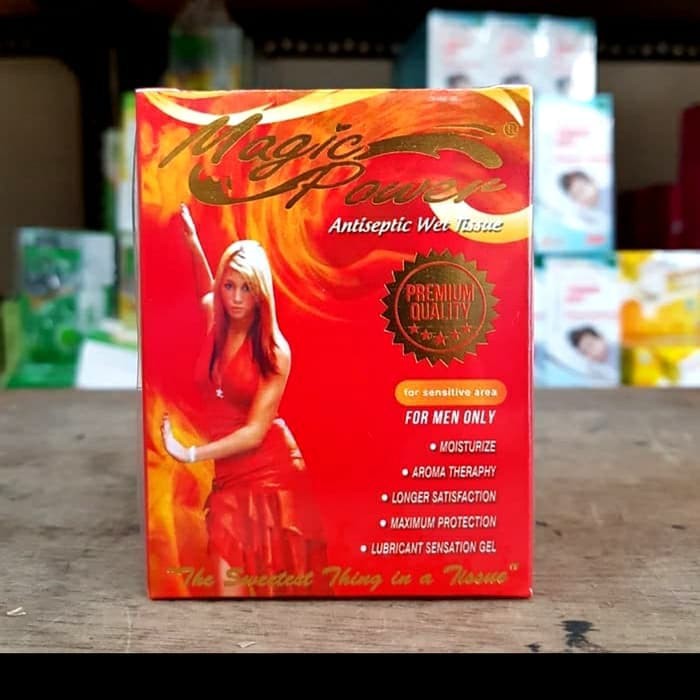 Magic
Power®
Antiseptic Wet Tissue
PREMIUM
QUALITY
for sensitive area
FOR MEN ONLY
• MOISTURIZE
• AROMA THERAPHY
• LONGER SATISFACTION
• MAXIMUM PROTECTION
• LUBRICANT SENSATION GEL
"The Sweetest Thing in a Tissue"